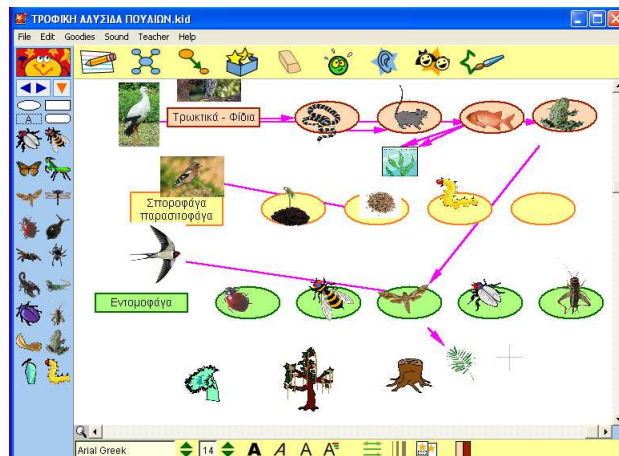 ΤΡΟΦΙΚΗ ΑΛΥΣΙΔΑ ΠΟΥΛΙΩΝ.kid
File Edit Goodies Sound Teacher Help
A
Τρωκτικά - Φίδια
Σποροφάγα
παρασιτοφάγα
Εντομοφάγα
Arial Greek 14 A A A A